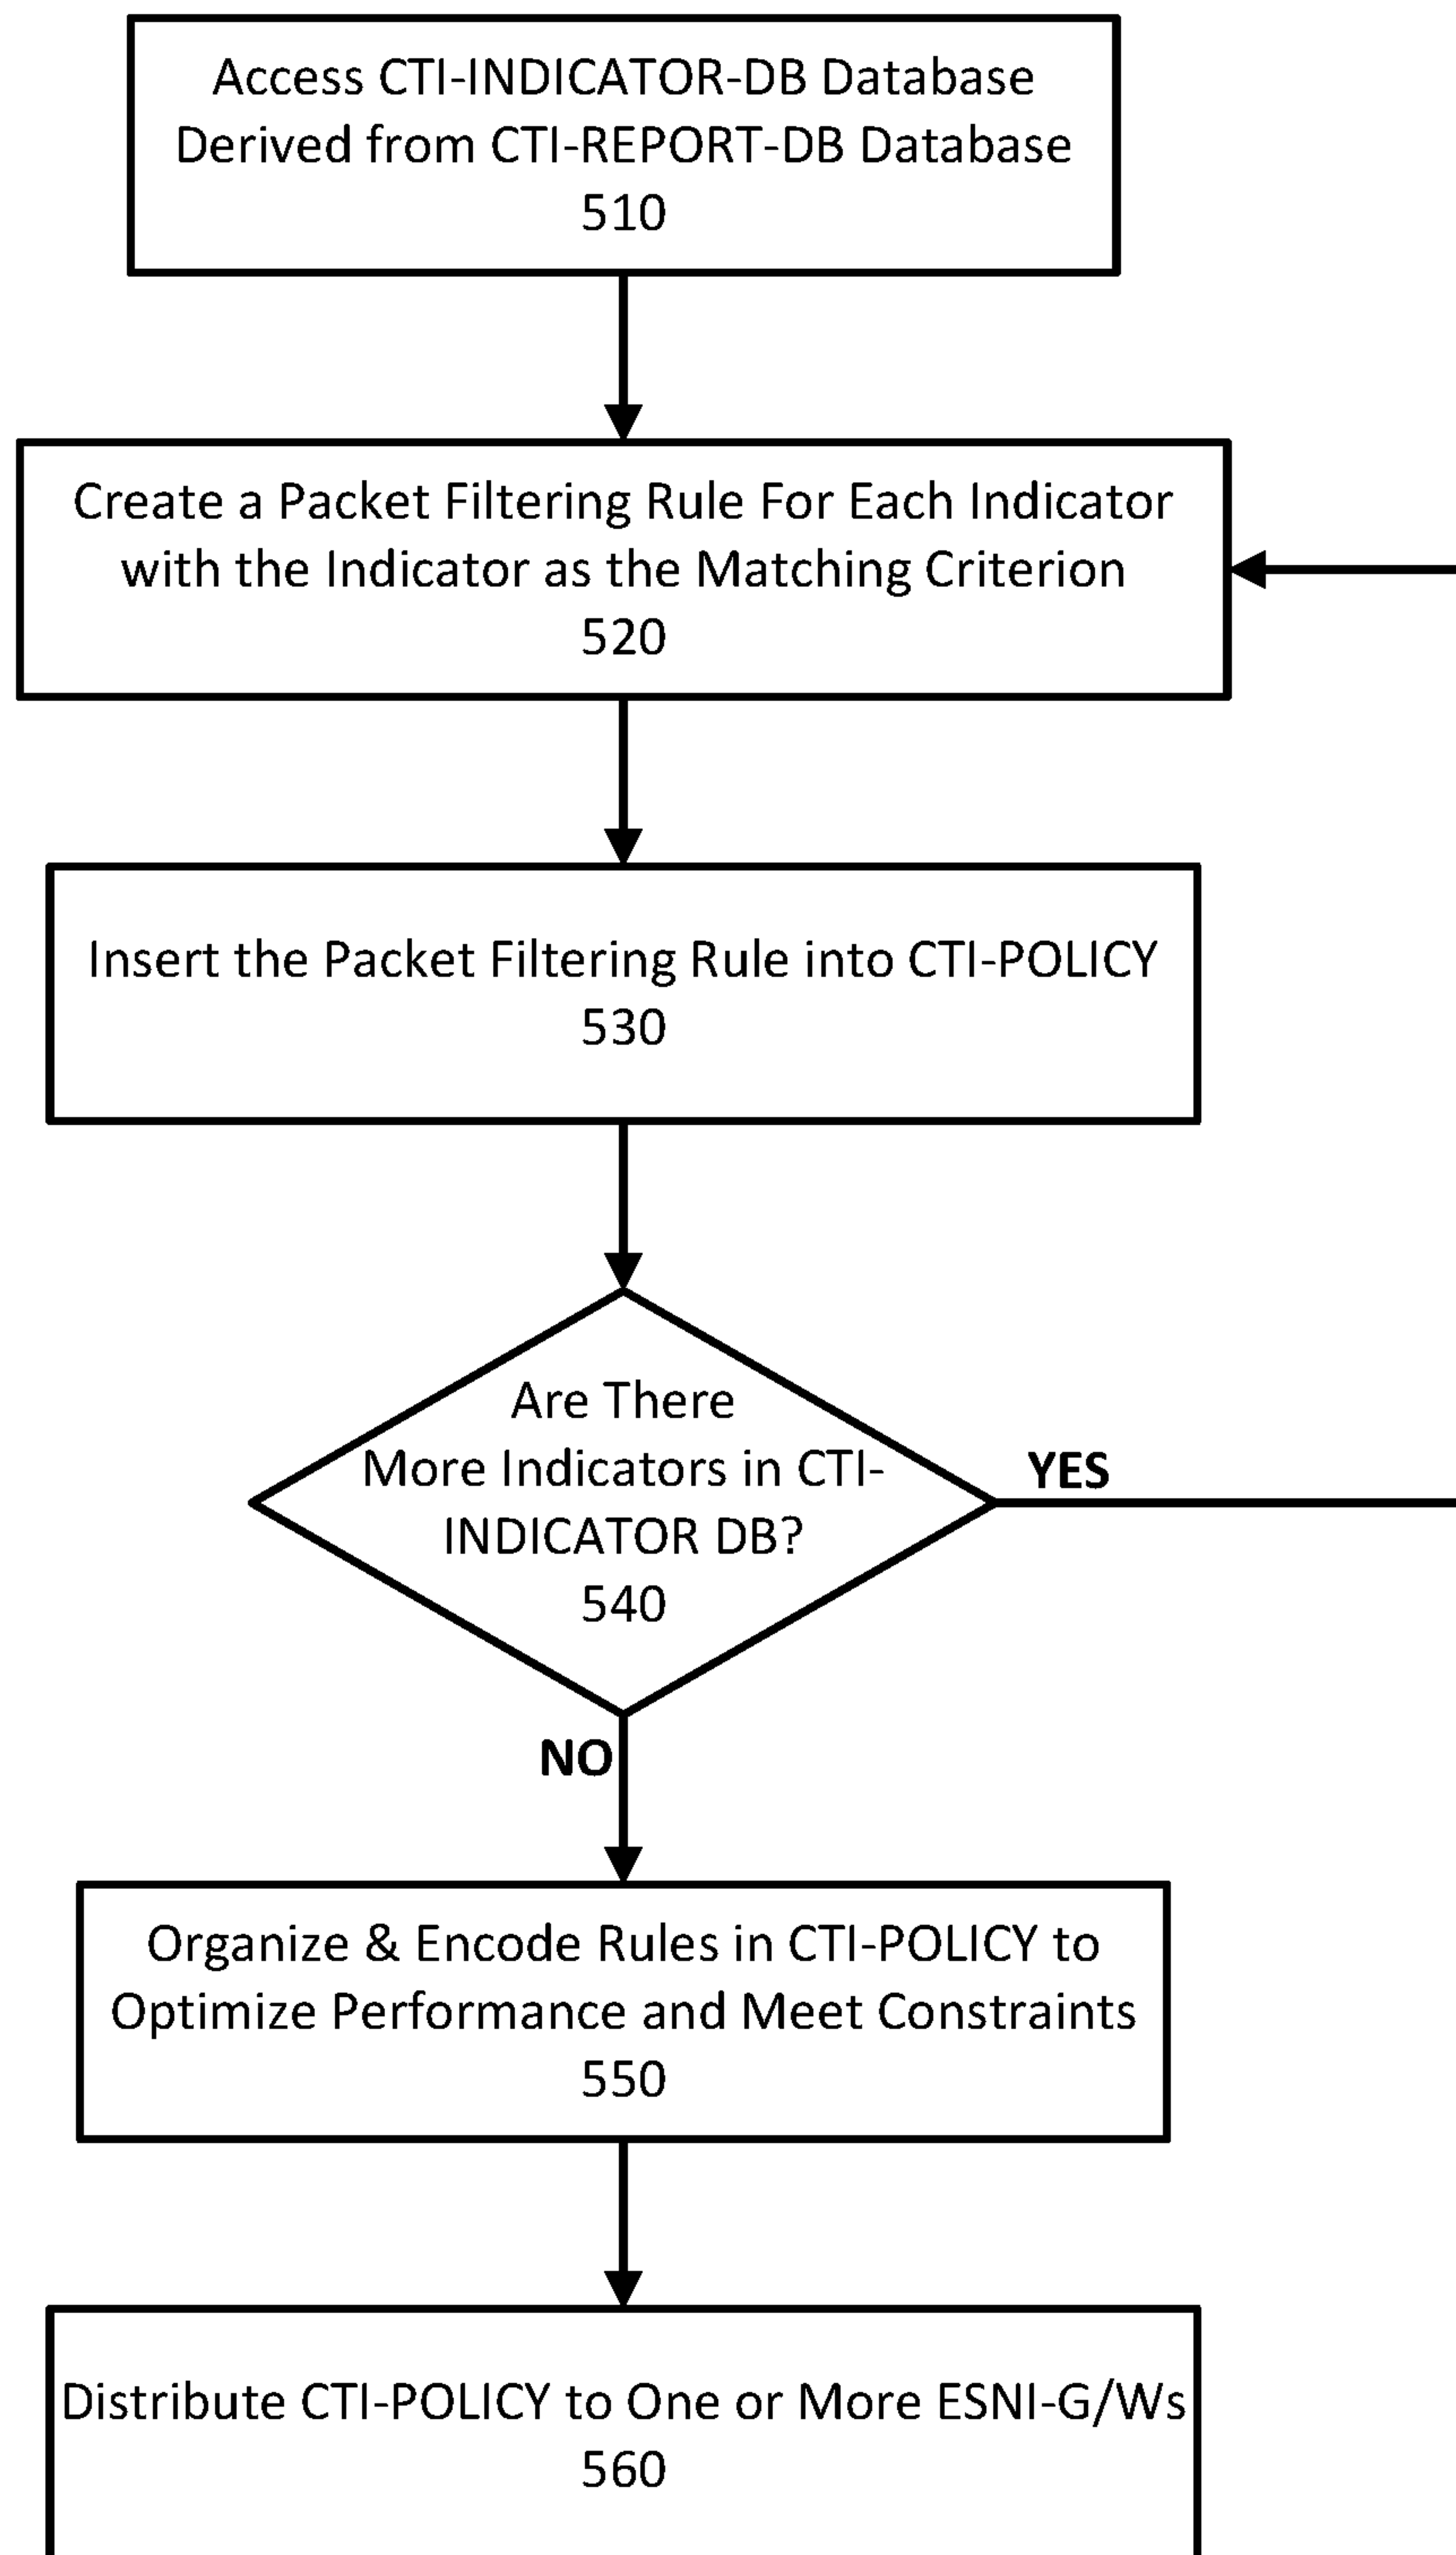 Access CTI-INDICATOR-DB Database
Derived from CTI-REPORT-DB Database
510
Create a Packet Filtering Rule For Each Indicator
with the Indicator as the Matching Criterion
520
Insert the Packet Filtering Rule into CTI-POLICY
530
Are There
More Indicators in CTI-
INDICATOR DB?
540
YES
NO
Organize & Encode Rules in CTI-POLICY to
Optimize Performance and Meet Constraints
550
Distribute CTI-POLICY to One or More ESNI-G/Ws
560